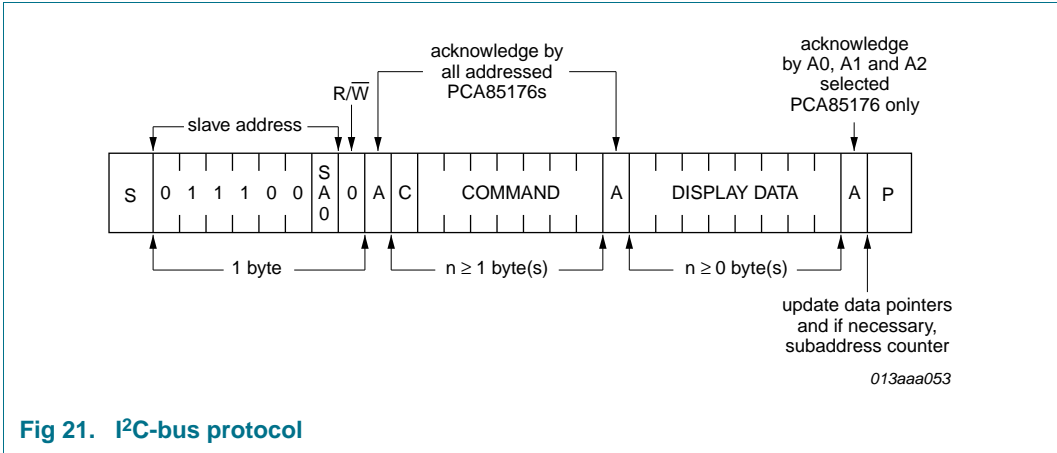 acknowledge by
all addressed
PCA85176s
acknowledge
by A0, A1 and A2
selected
PCA85176 only
R/W̅
slave address
S 0 1 1 1 0 0 SA0 0 A C COMMAND A DISPLAY DATA A P
1 byte
n ≥ 1 byte(s)
n ≥ 0 byte(s)
update data pointers
and if necessary,
subaddress counter
013aaa053
Fig 21. I²C-bus protocol